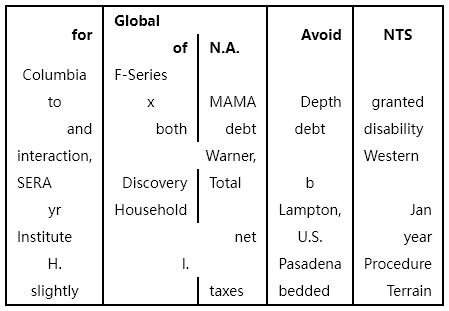 for Global of N.A. Avoid NTS
Columbia F-Series
to x MAMA Depth granted
and both debt debt disability
interaction, Warner, Western
SERA Discovery Total b
yr Household Lampton, Jan
Institute net U.S. year
H. I. Pasadena Procedure
slightly taxes bedded Terrain